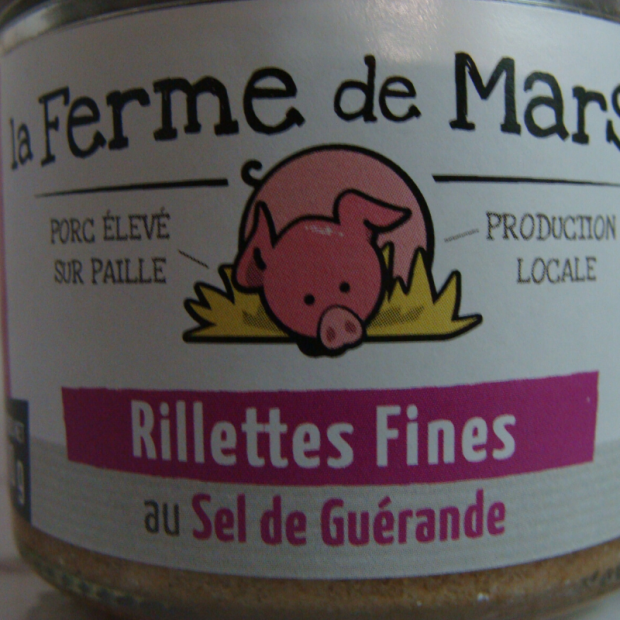 la Ferme de Mars
PORC ÉLEVÉ
SUR PAILLE
PRODUCTION
LOCALE
Rillettes Fines
au Sel de Guérande